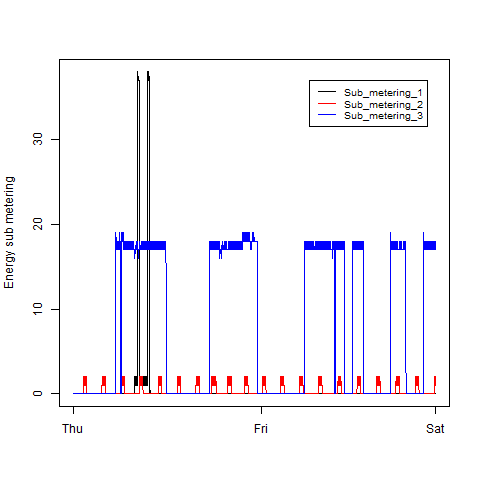 Sub_metering_1
Sub_metering_2
Sub_metering_3
Energy sub metering
30
20
10
0
Thu Fri Sat